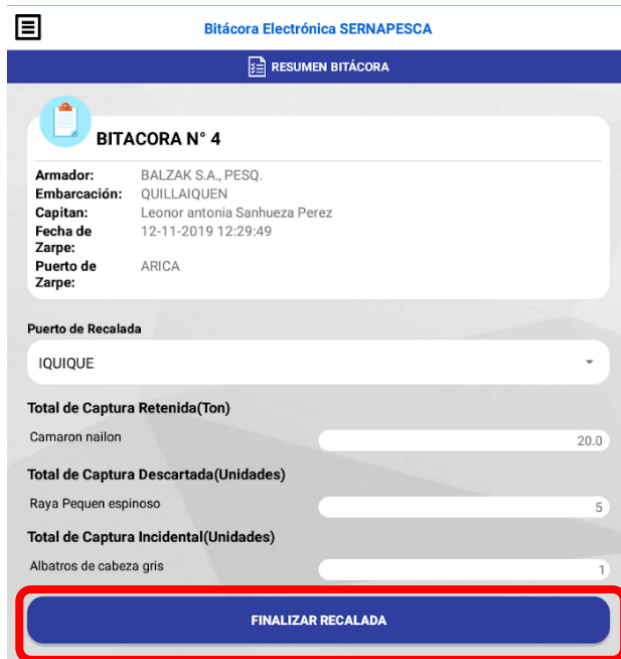 Bitácora Electrónica SERNAPESCA
RESUMEN BITÁCORA
BITACORA N° 4
Armador: BALZAK S.A., PESQ.
Embarcación: QUILLAIQUEN
Capitan: Leonor antonia Sanhueza Perez
Fecha de 12-11-2019 12:29:49
Zarpe:
Puerto de ARICA
Zarpe:
Puerto de Recalada
IQUIQUE
Total de Captura Retenida(Ton)
Camaron nailon 20.0
Total de Captura Descartada(Unidades)
Raya Pequen espinoso 5
Total de Captura Incidental(Unidades)
Albatros de cabeza gris 1
FINALIZAR RECALADA